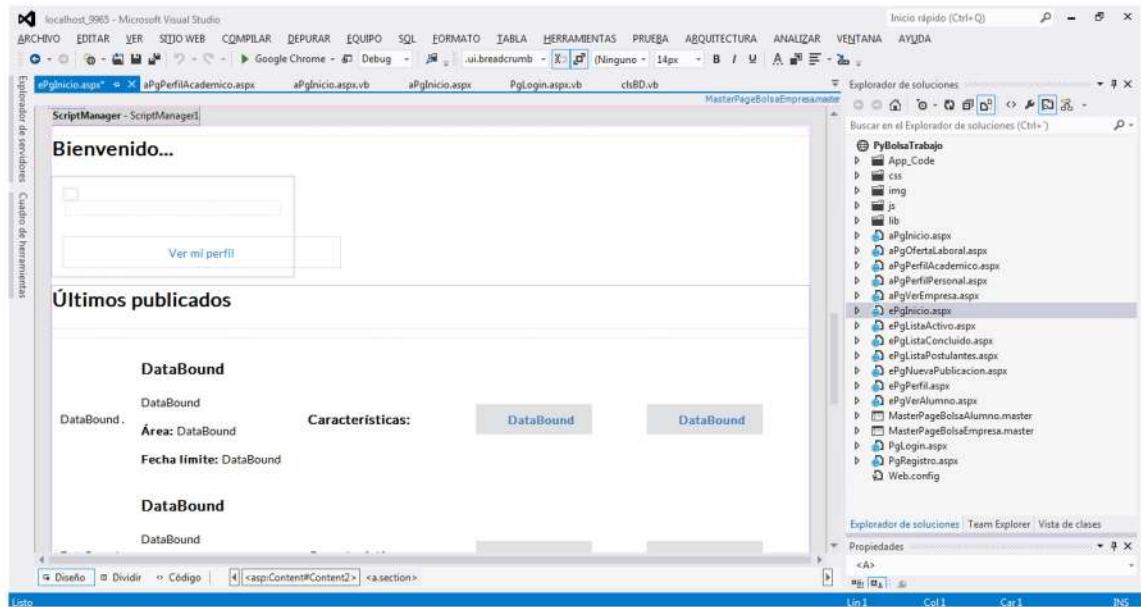 localhost_9965 - Microsoft Visual Studio
Inicio rápido (Ctrl+Q)
ARCHIVO EDITAR VER SITIO WEB COMPILAR DEPURAR EQUIPO SQL FORMATO TABLA HERRAMIENTAS PRUEBA ARQUITECTURA ANALIZAR VENTANA AYUDA
Google Chrome Debug .ui.breadcrumb (Ninguno 14px B I U A
ePgInicio.aspx* aPgPerfilAcademico.aspx aPgInicio.aspx.vb aPgInicio.aspx PgLogin.aspx.vb clsBD.vb
MasterPageBolsaEmpresa.master
Explorador de servidores
Cuadro de herramientas
ScriptManager - ScriptManager1
Bienvenido...
Ver mi perfil
Últimos publicados
DataBound
DataBound
DataBound.
Área: DataBound
Características:
DataBound
DataBound
Fecha límite: DataBound
DataBound
DataBound
Diseño Dividir Código <asp:Content#Content2> <a.section>
Explorador de soluciones
Buscar en el Explorador de soluciones (Ctrl+´)
PyBolsaTrabajo
App_Code
css
img
js
lib
aPgInicio.aspx
aPgOfertaLaboral.aspx
aPgPerfilAcademico.aspx
aPgPerfilPersonal.aspx
aPgVerEmpresa.aspx
ePgInicio.aspx
ePgListaActivo.aspx
ePgListaConcluido.aspx
ePgListaPostulantes.aspx
ePgNuevaPublicacion.aspx
ePgPerfil.aspx
ePgVerAlumno.aspx
MasterPageBolsaAlumno.master
MasterPageBolsaEmpresa.master
PgLogin.aspx
PgRegistro.aspx
Web.config
Explorador de soluciones Team Explorer Vista de clases
Propiedades
<A>
Listo Lín 1 Col 1 Car 1 INS